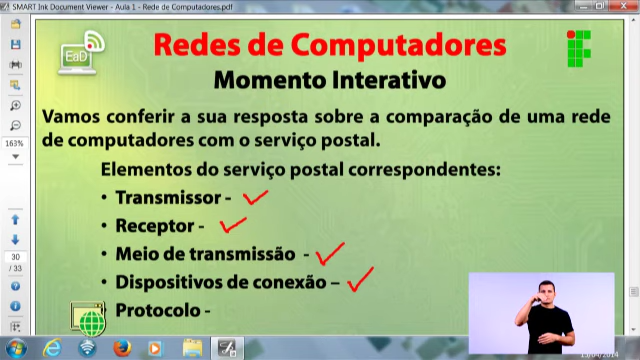 SMART Ink Document Viewer - Aula 1 - Rede de Computadores.pdf
EaD
Redes de Computadores
Momento Interativo
Vamos conferir a sua resposta sobre a comparação de uma rede
de computadores com o serviço postal.
Elementos do serviço postal correspondentes:
• Transmissor -
• Receptor -
• Meio de transmissão -
• Dispositivos de conexão –
• Protocolo -
163%
30
/ 33